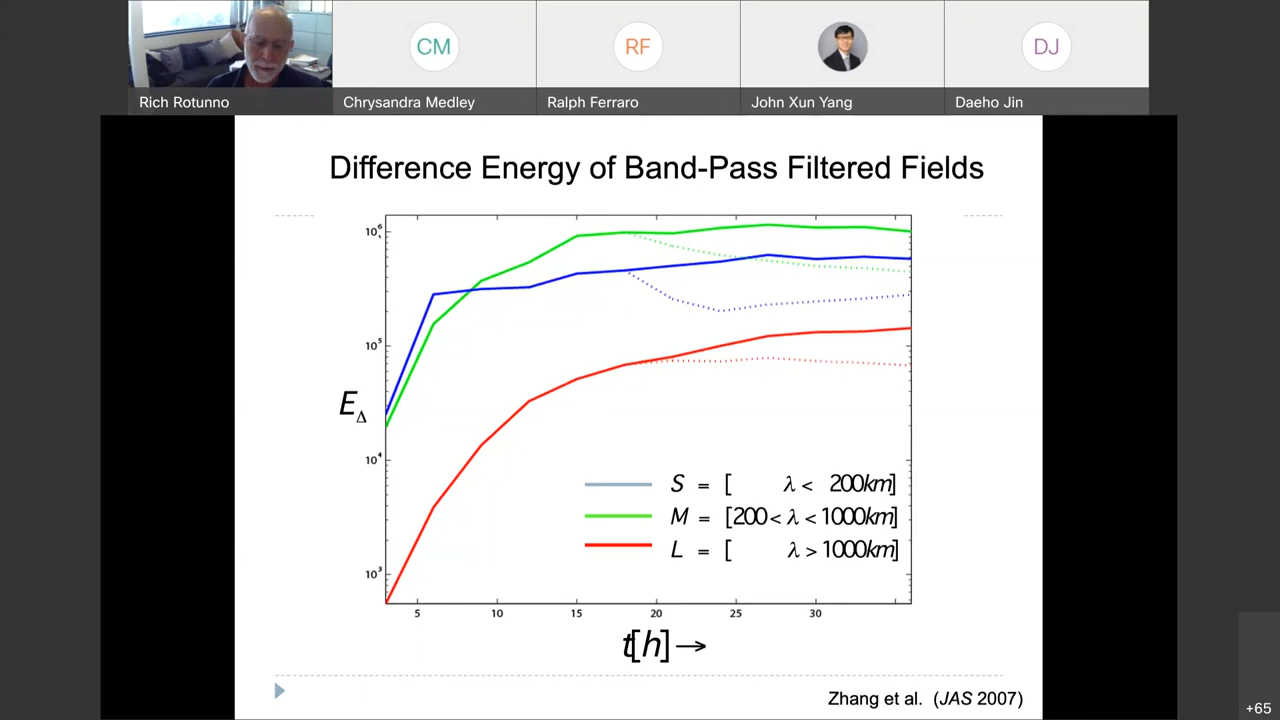 CM
RF
DJ
Rich Rotunno
Chrysandra Medley
Ralph Ferraro
John Xun Yang
Daeho Jin
Difference Energy of Band-Pass Filtered Fields
10⁶
10⁵
E_Δ
10⁴
S = [ λ < 200km]
M = [200 < λ < 1000km]
L = [ λ > 1000km]
10³
5 10 15 20 25 30
t[h] →
Zhang et al. (JAS 2007)
+65